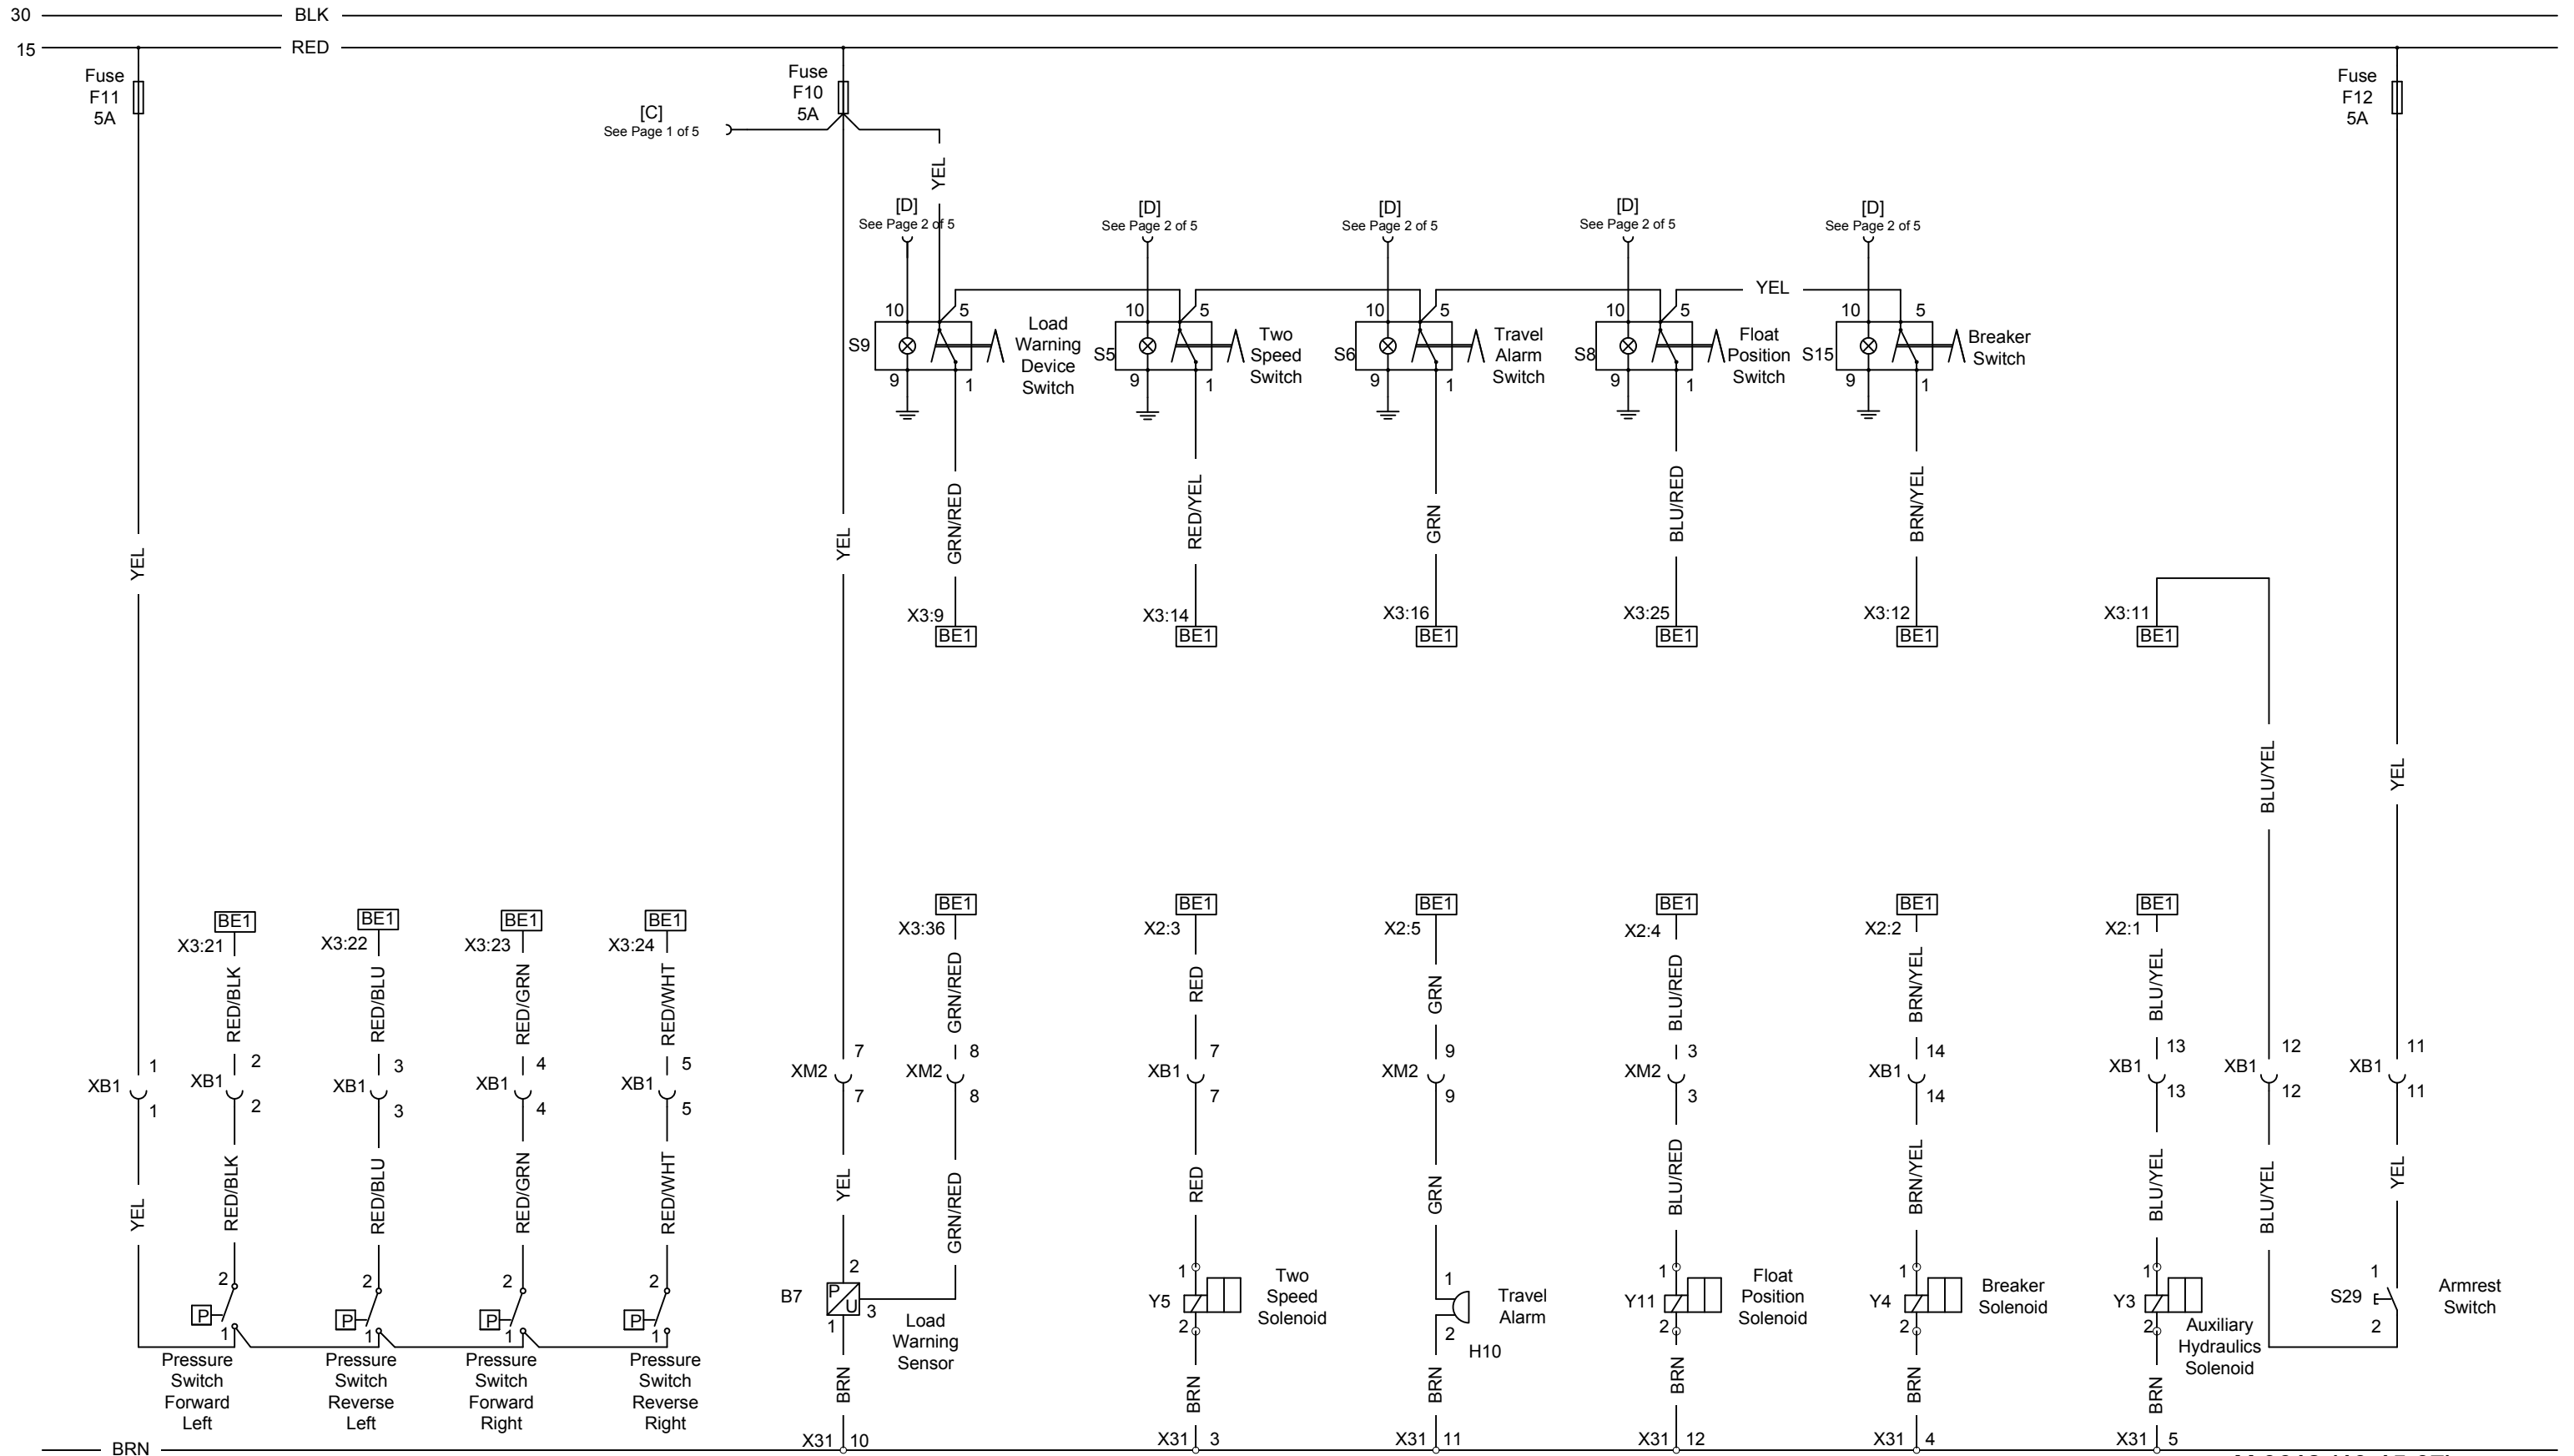 30 BLK
15 RED
Fuse
F11
5A
Fuse
F10
5A
Fuse
F12
5A
[C]
See Page 1 of 5
YEL
[D]
See Page 2 of 5
[D]
See Page 2 of 5
[D]
See Page 2 of 5
[D]
See Page 2 of 5
[D]
See Page 2 of 5
YEL
10 5
S9
9 1
Load
Warning
Device
Switch
10 5
S5
9 1
Two
Speed
Switch
10 5
S6
9 1
Travel
Alarm
Switch
10 5
S8
9 1
Float
Position
Switch
10 5
S15
9 1
Breaker
Switch
YEL
YEL
GRN/RED
RED/YEL
GRN
BLU/RED
BRN/YEL
X3:9
BE1
X3:14
BE1
X3:16
BE1
X3:25
BE1
X3:12
BE1
X3:11
BE1
BLU/YEL
YEL
BE1
X3:21
BE1
X3:22
BE1
X3:23
BE1
X3:24
BE1
X3:36
BE1
X2:3
BE1
X2:5
BE1
X2:4
BE1
X2:2
BE1
X2:1
RED/BLK
RED/BLU
RED/GRN
RED/WHT
GRN/RED
RED
GRN
BLU/RED
BRN/YEL
BLU/YEL
1
XB1
1
2
XB1
2
3
XB1
3
4
XB1
4
5
XB1
5
7
XM2
7
8
XM2
8
7
XB1
7
9
XM2
9
3
XM2
3
14
XB1
14
13
XB1
13
12
XB1
12
11
XB1
11
YEL
RED/BLK
RED/BLU
RED/GRN
RED/WHT
YEL
GRN/RED
RED
GRN
BLU/RED
BRN/YEL
BLU/YEL
BLU/YEL
YEL
2
P
1
Pressure
Switch
Forward
Left
2
P
1
Pressure
Switch
Reverse
Left
2
P
1
Pressure
Switch
Forward
Right
2
P
1
Pressure
Switch
Reverse
Right
2
B7 P U 3
1
Load
Warning
Sensor
1
Y5
2
Two
Speed
Solenoid
1
2
H10
Travel
Alarm
1
Y11
2
Float
Position
Solenoid
1
Y4
2
Breaker
Solenoid
1
Y3
2
Auxiliary
Hydraulics
Solenoid
1
S29
2
Armrest
Switch
BRN
BRN
BRN
BRN
BRN
BRN
BRN
X31 10
X31 3
X31 11
X31 12
X31 4
X31 5